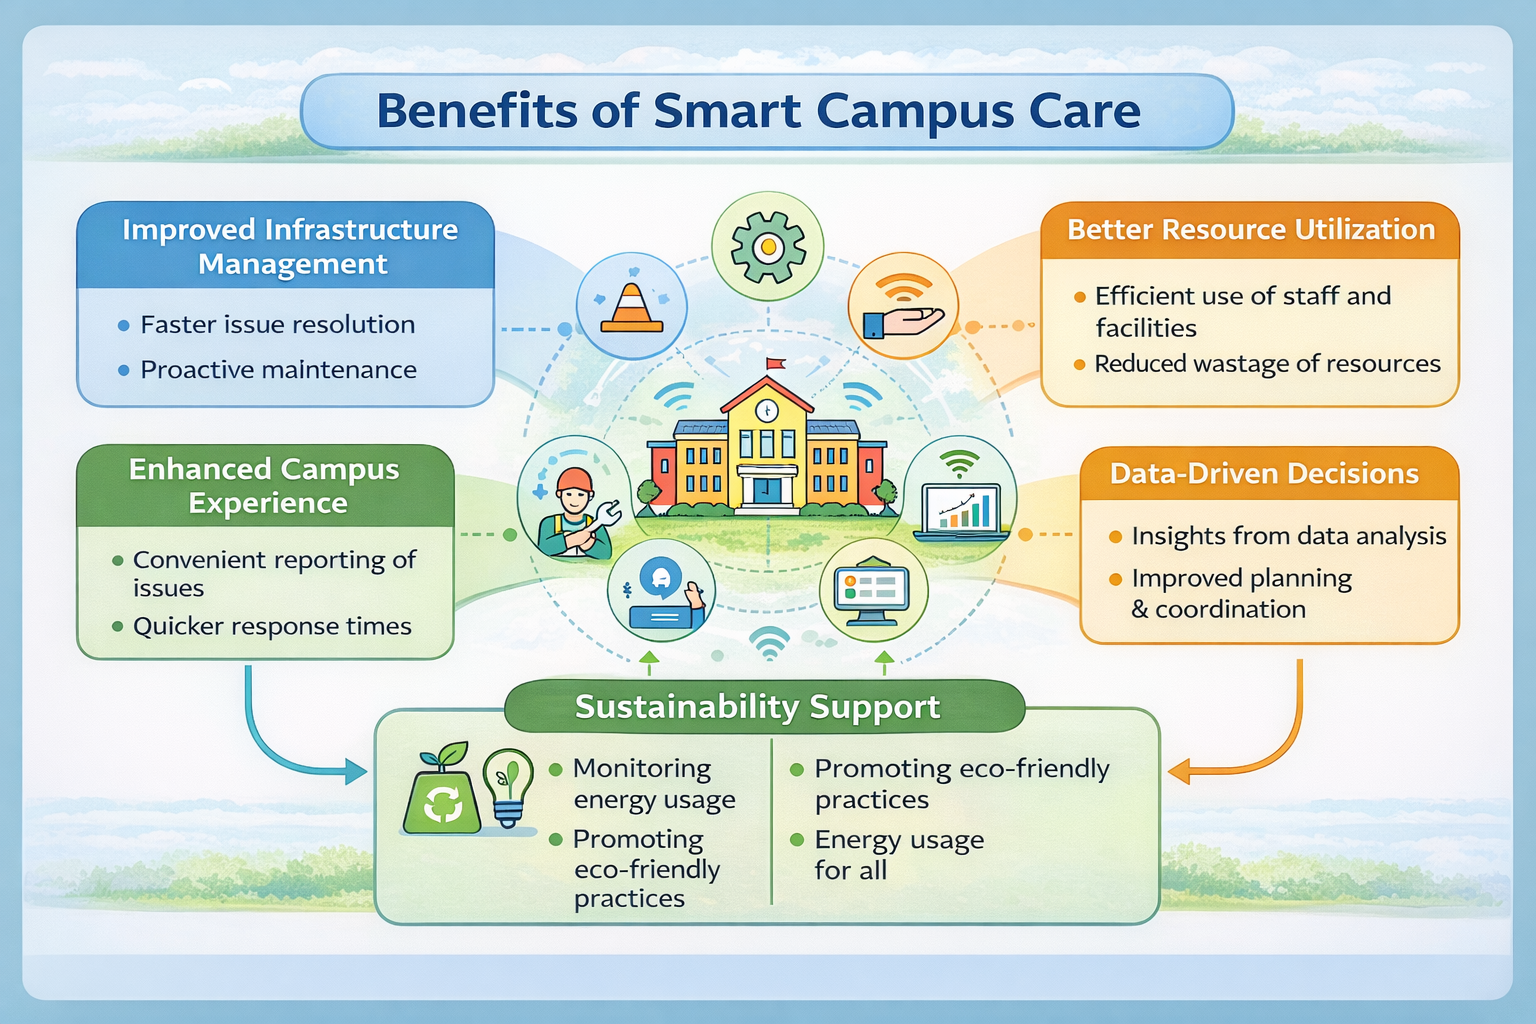 Benefits of Smart Campus Care
Improved Infrastructure
Management
Faster issue resolution
Proactive maintenance
Better Resource Utilization
Efficient use of staff and
facilities
Reduced wastage of resources
Enhanced Campus
Experience
Convenient reporting of
issues
Quicker response times
Data-Driven Decisions
Insights from data analysis
Improved planning
& coordination
Sustainability Support
Monitoring
energy usage
Promoting
eco-friendly
practices
Promoting eco-friendly
practices
Energy usage
for all